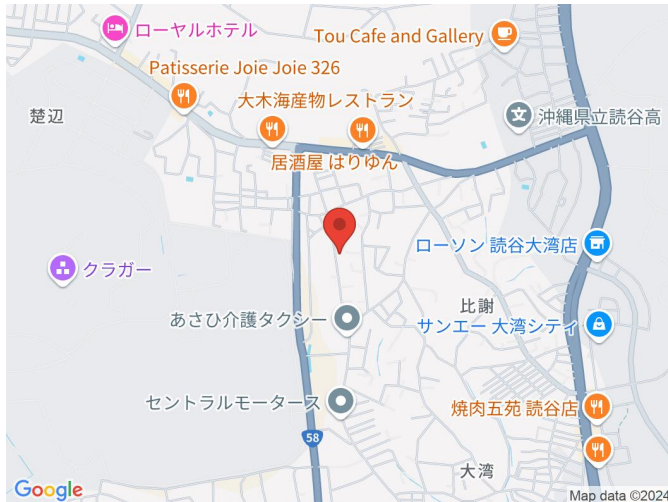 ローヤルホテル
Tou Cafe and Gallery
Patisserie Joie Joie 326
大木海産物レストラン
楚辺
沖縄県立読谷高
居酒屋 はりゆん
ローソン 読谷大湾店
クラガー
比謝
あさひ介護タクシー
サンエー 大湾シティ
セントラルモータース
焼肉五苑 読谷店
58
大湾
Google
Map data ©2024